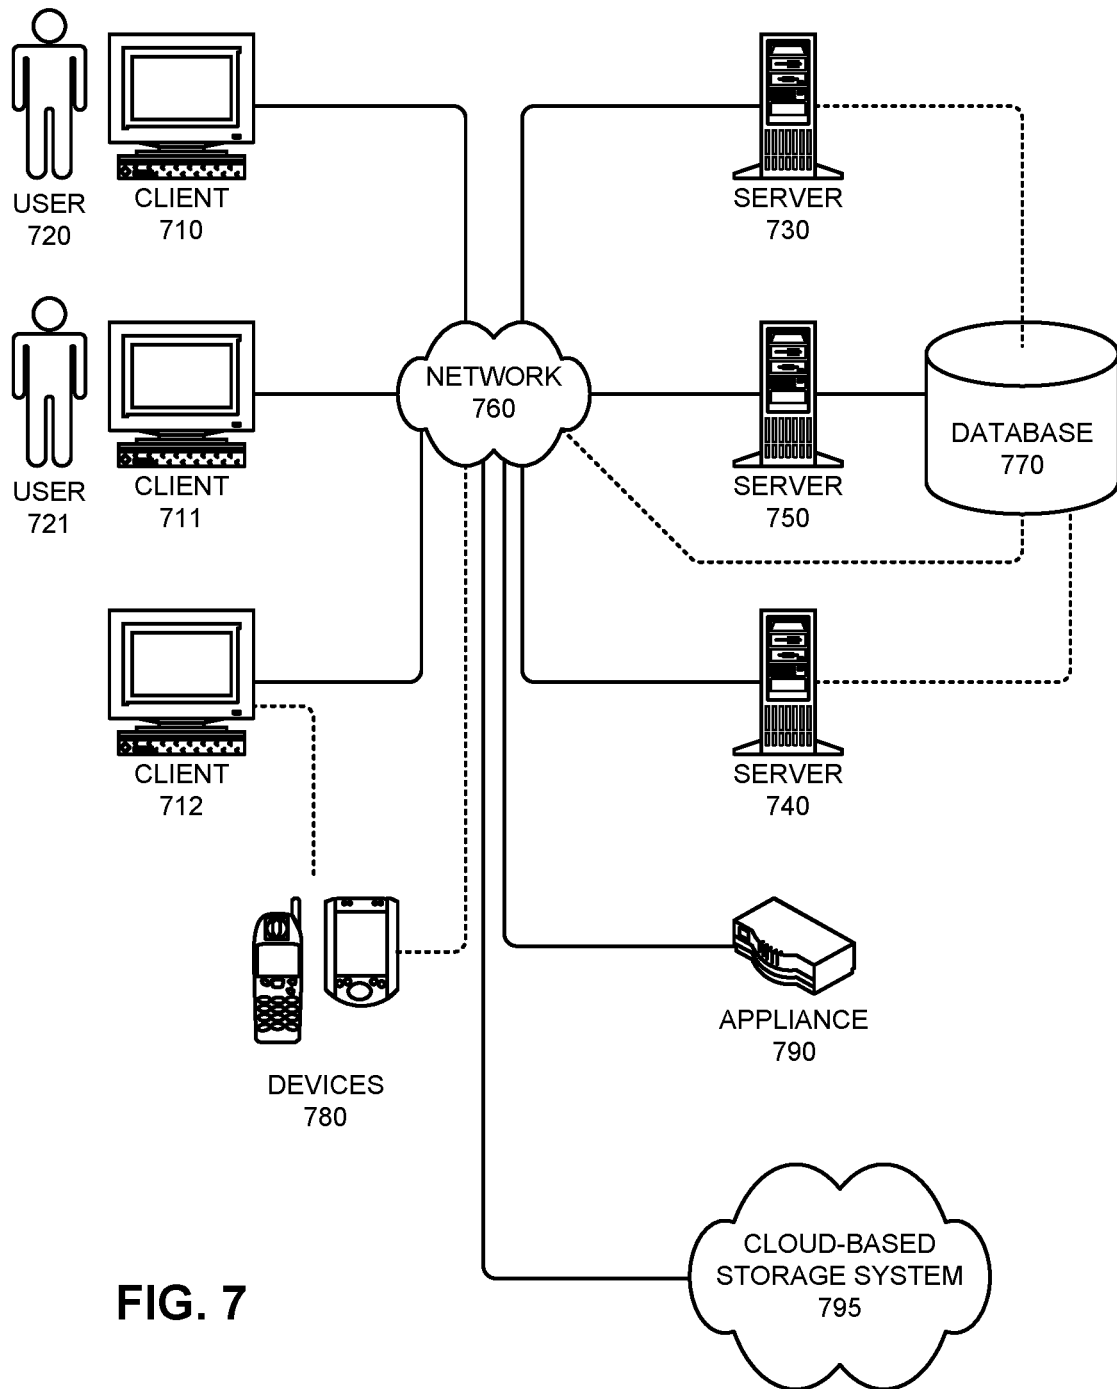 USER
720
CLIENT
710
SERVER
730
USER
721
CLIENT
711
NETWORK
760
SERVER
750
DATABASE
770
CLIENT
712
SERVER
740
DEVICES
780
APPLIANCE
790
CLOUD-BASED
STORAGE SYSTEM
795
FIG. 7